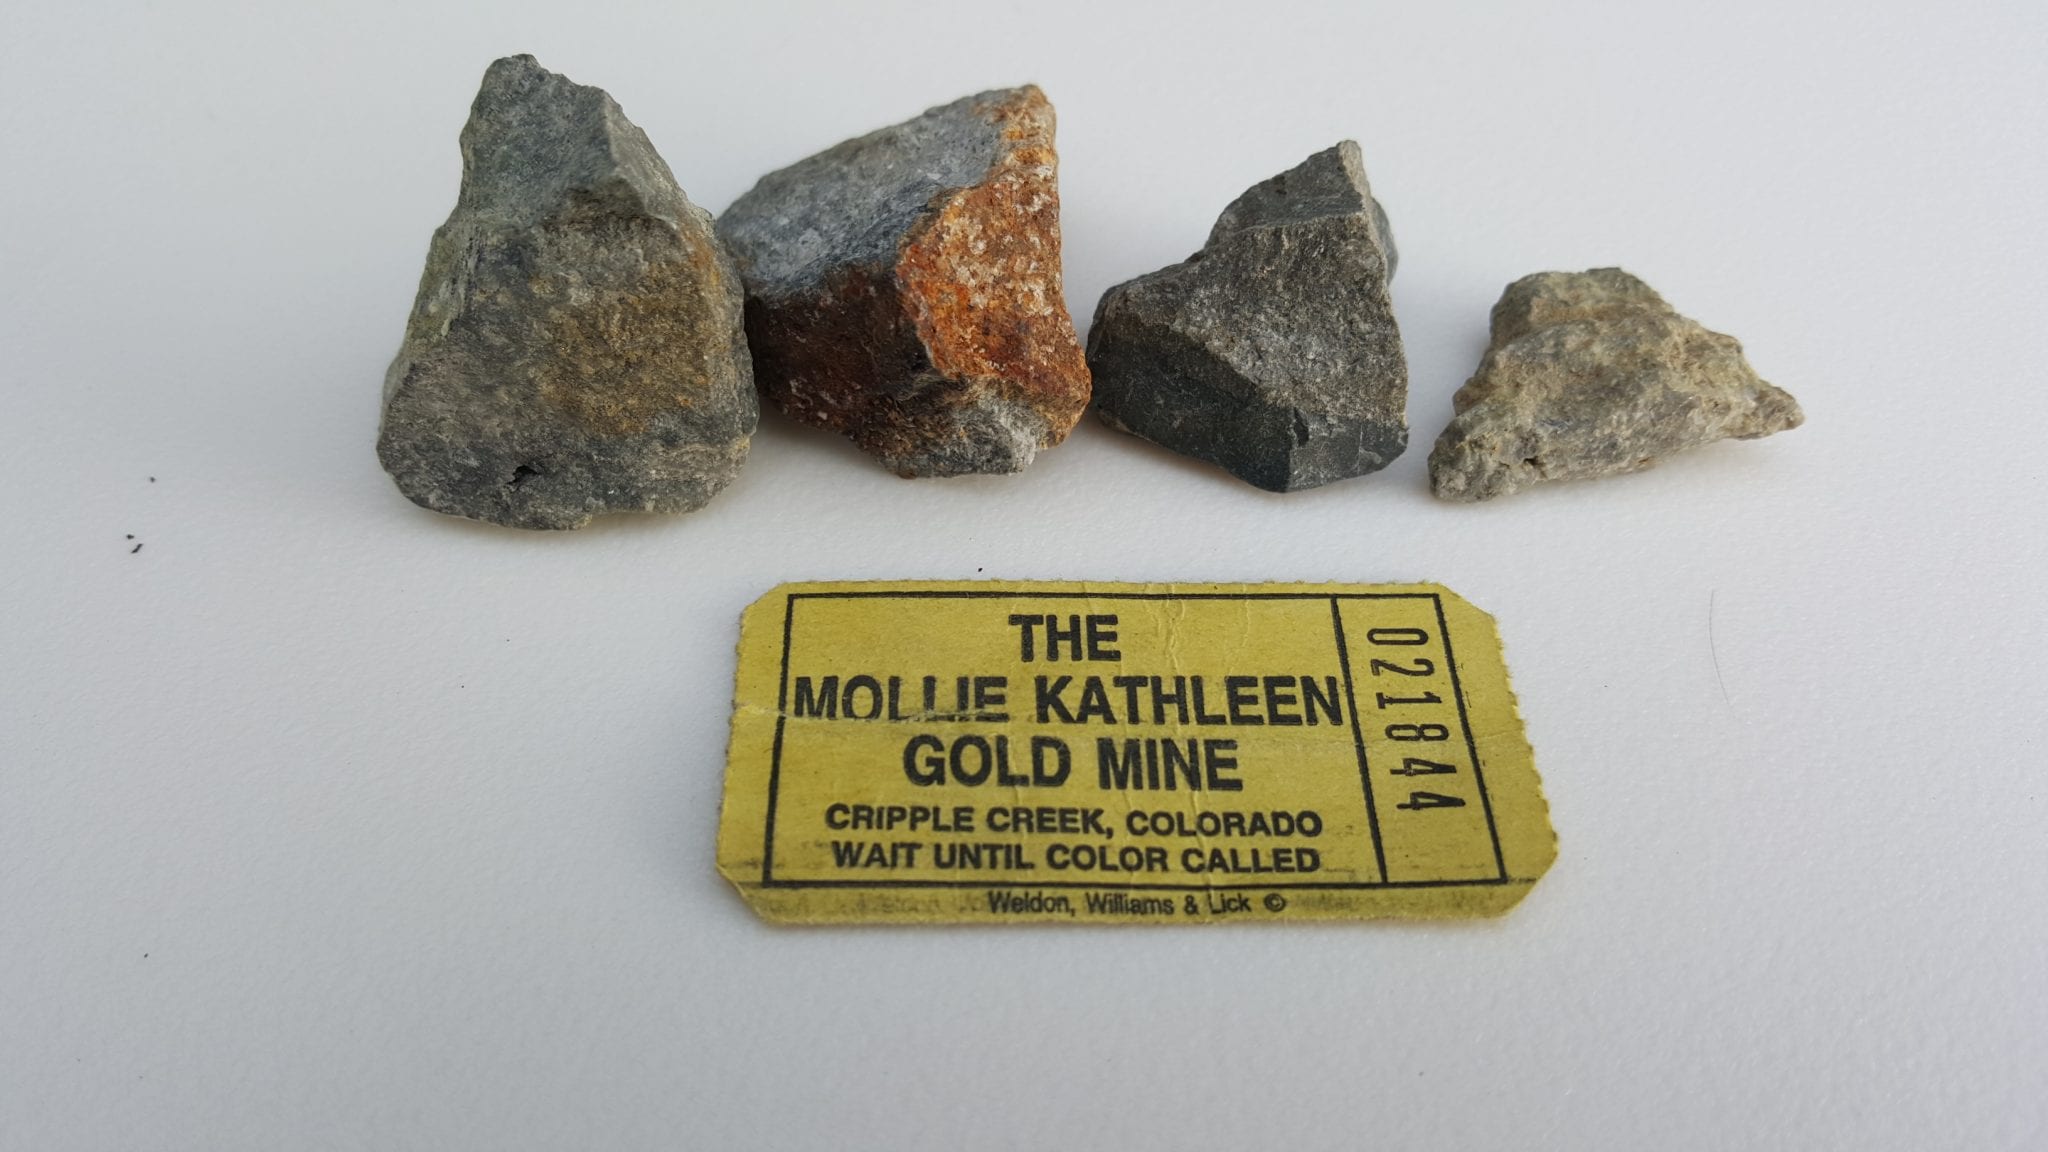 THE
MOLLIE KATHLEEN
GOLD MINE
CRIPPLE CREEK, COLORADO
WAIT UNTIL COLOR CALLED
Weldon, Williams & Lick ©
021844